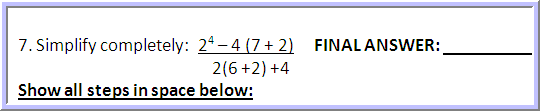 7. Simplify completely: 2⁴ – 4 (7 + 2) FINAL ANSWER: ____________
2(6 +2) +4
Show all steps in space below: